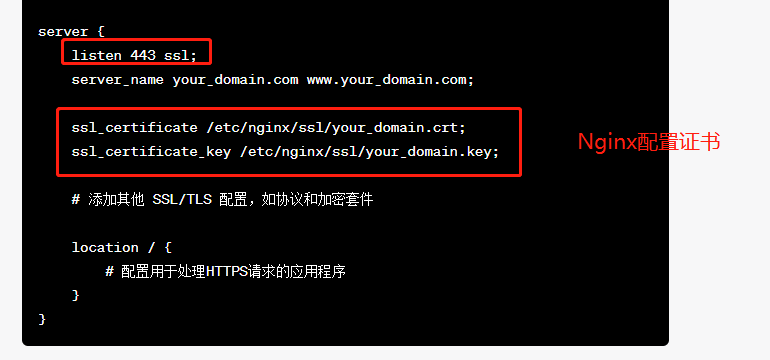 server {
listen 443 ssl;
server_name your_domain.com www.your_domain.com;
ssl_certificate /etc/nginx/ssl/your_domain.crt;
Nginx配置证书
ssl_certificate_key /etc/nginx/ssl/your_domain.key;
# 添加其他 SSL/TLS 配置，如协议和加密套件
location / {
# 配置用于处理HTTPS请求的应用程序
}
}